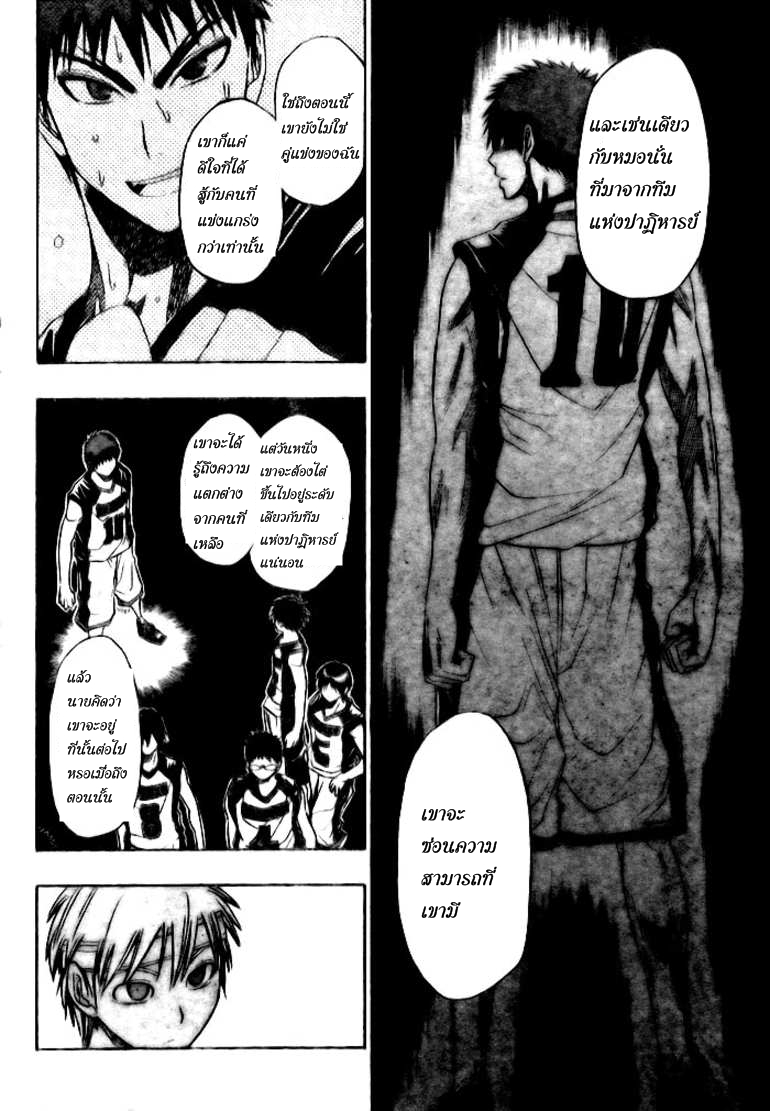 และเช่นเดียว
กับหมอนั่น
ที่มาจากทีม
แห่งปาฏิหารย์
เขาจะ
ซ่อนความ
สามารถที่
เขามี
ใช่ถึงตอนนี้
เขายังไม่ใช่
คู่แข่งของฉัน
เขาก็แค่
ดีใจที่ได้
สู้กับคนที่
แข่งแกร่ง
กว่าเท่านั้น
แต่วันหนึ่ง
เขาจะต้องไต่
ขึ้นไปอยู่ระดับ
เดียวกับทีม
แห่งปาฏิหารย์
แน่นอน
เขาจะได้
รู้ถึงความ
แตกต่าง
จากคนที่
เหลือ
แล้ว
นายคิดว่า
เขาจะอยู่
ที่นั้นต่อไป
หรอเมื่อถึง
ตอนนั้น
10